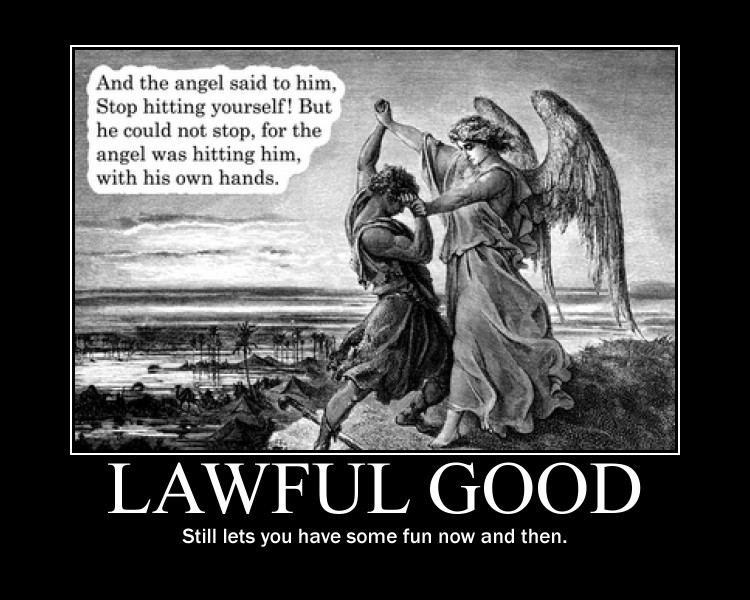 And the angel said to him,
Stop hitting yourself! But
he could not stop, for the
angel was hitting him,
with his own hands.
LAWFUL GOOD
Still lets you have some fun now and then.